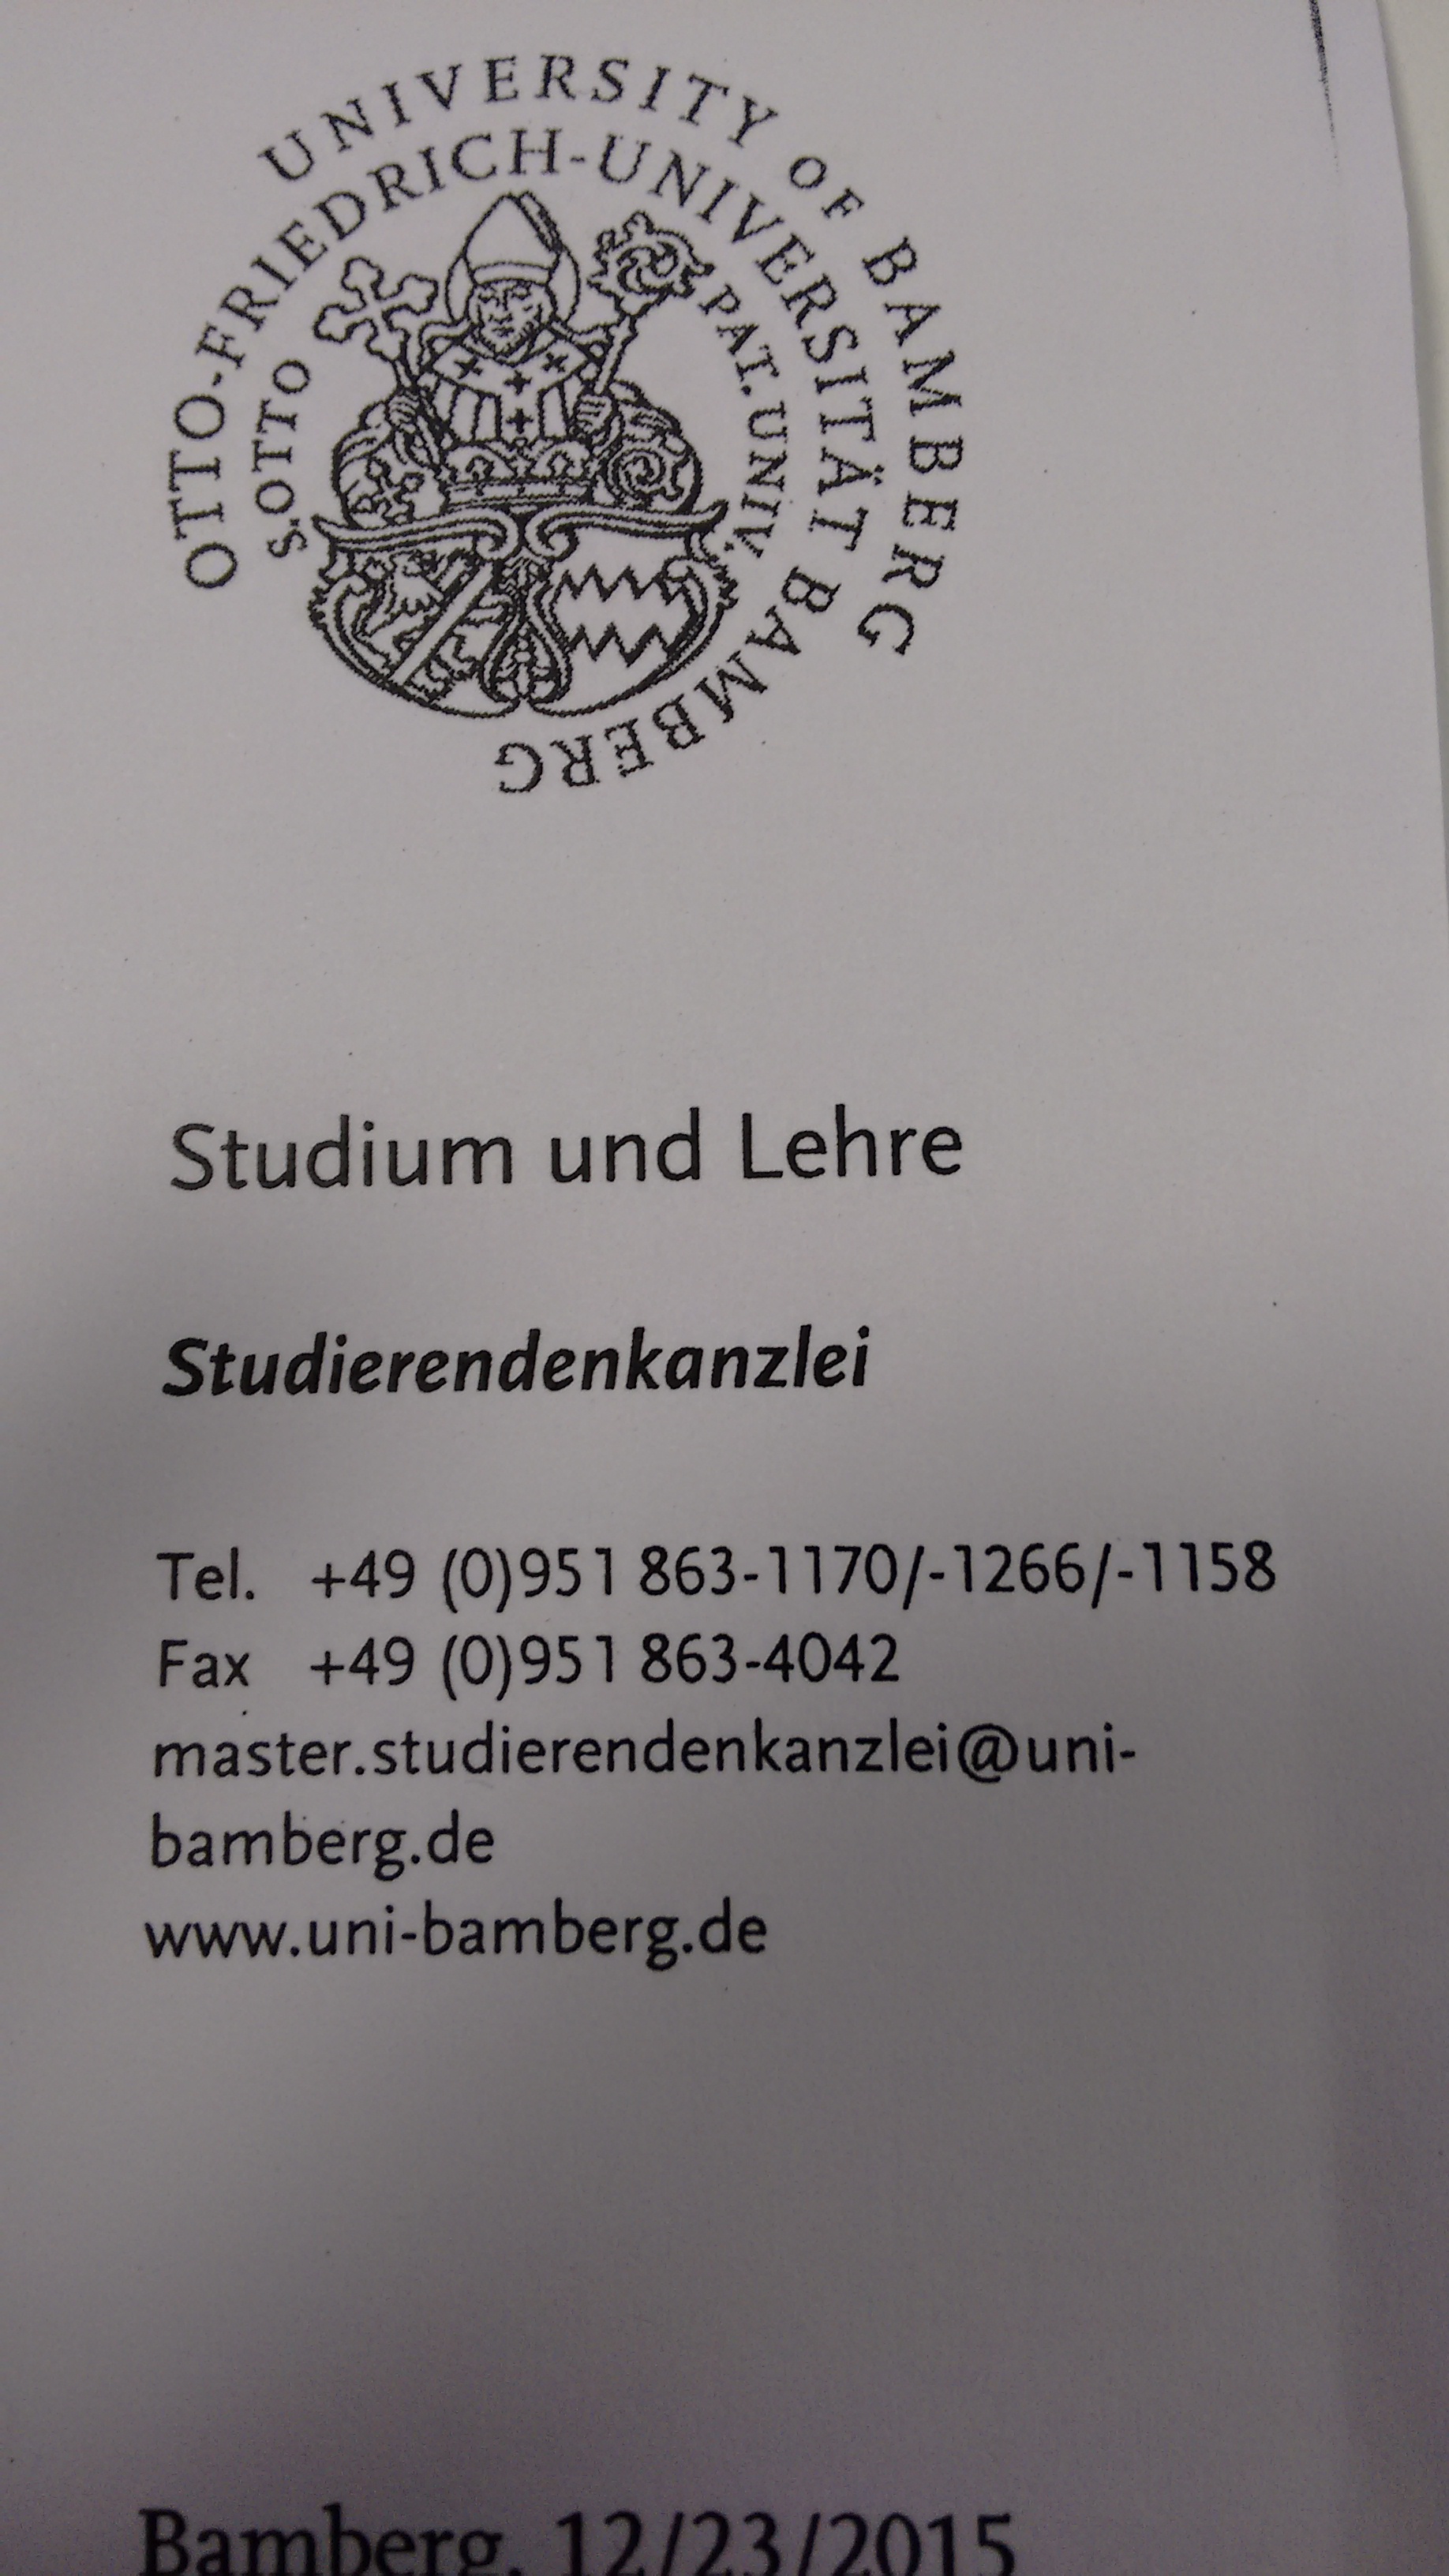 UNIVERSITY OF BAMBERG
OTTO-FRIEDRICH-UNIVERSITÄT BAMBERG
S.OTTO PAT.UNIV.
Studium und Lehre
Studierendenkanzlei
Tel. +49 (0)951 863-1170/-1266/-1158
Fax +49 (0)951 863-4042
master.studierendenkanzlei@uni-
bamberg.de
www.uni-bamberg.de
Bamberg, 12/23/2015